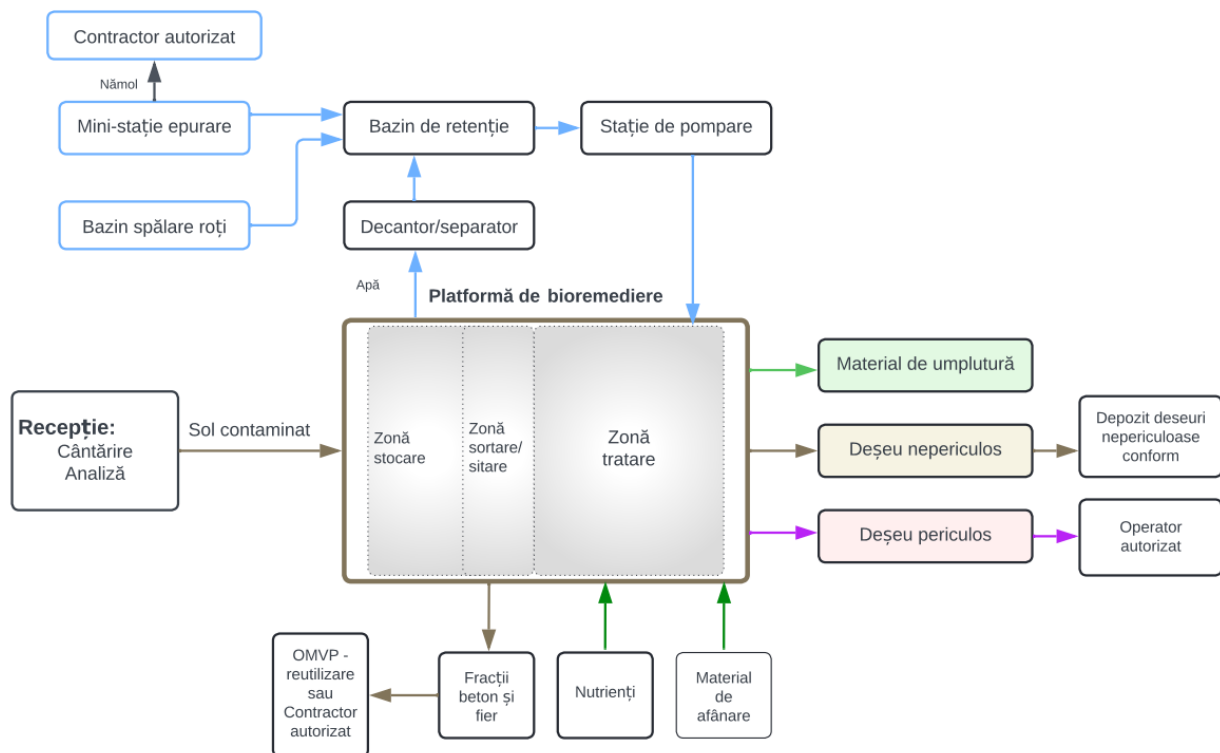 Contractor autorizat
Nămol
Mini-stație epurare
Bazin de retenție
Stație de pompare
Bazin spălare roți
Decantor/separator
Apă
Platformă de bioremediere
Recepție:
Cântărire
Analiză
Sol contaminat
Zonă
stocare
Zonă
sortare/
sitare
Zonă
tratare
Material de umplutură
Deșeu nepericulos
Depozit deseuri
nepericuloase
conform
Deșeu periculos
Operator
autorizat
OMVP -
reutilizare
sau
Contractor
autorizat
Fracții
beton și
fier
Nutrienți
Material
de
afânare